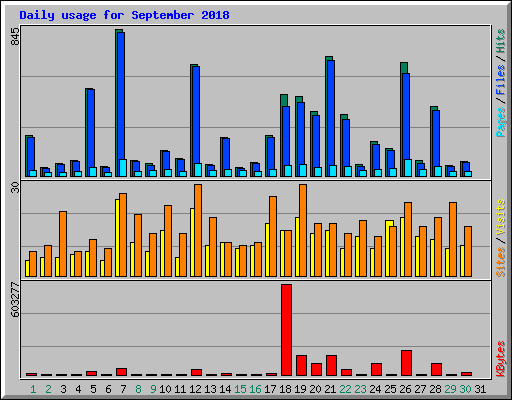 Daily usage for September 2018
845
Pages / Files / Hits
30
Sites / Visits
603277
KBytes
1 2 3 4 5 6 7 8 9 10 11 12 13 14 15 16 17 18 19 20 21 22 23 24 25 26 27 28 29 30 31